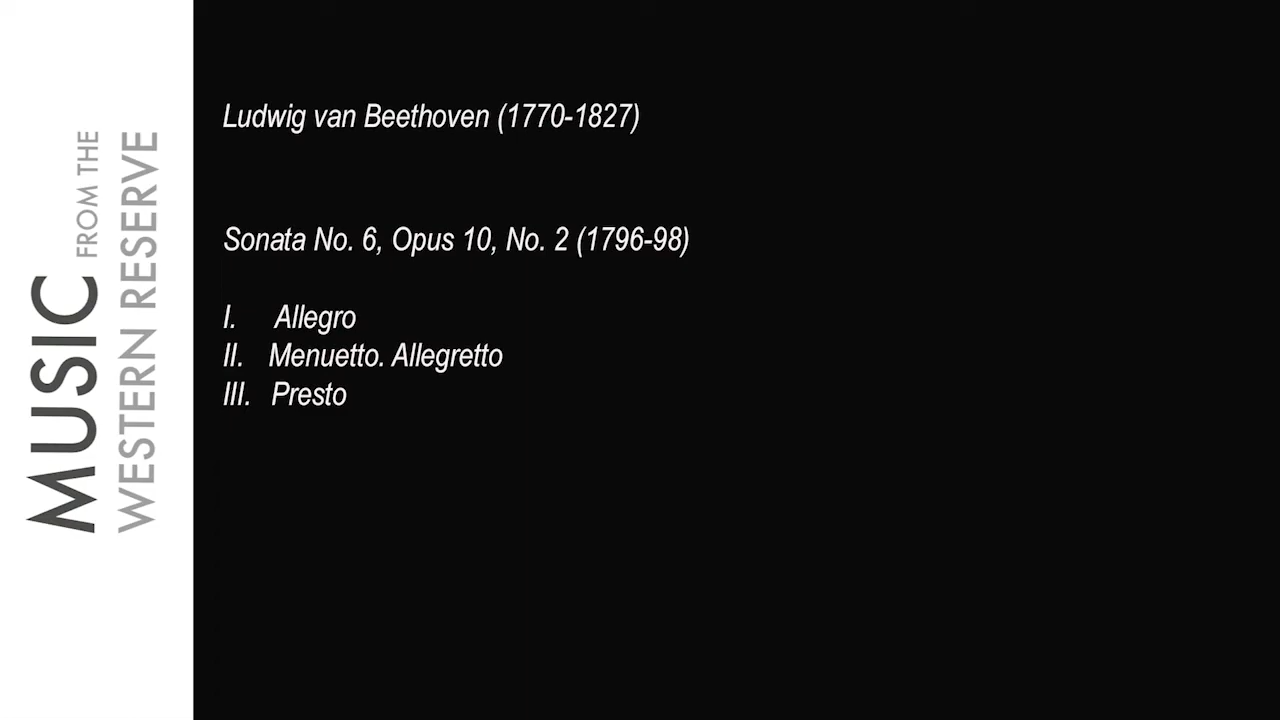 MUSIC FROM THE
WESTERN RESERVE
Ludwig van Beethoven (1770-1827)
Sonata No. 6, Opus 10, No. 2 (1796-98)
I. Allegro
II. Menuetto. Allegretto
III. Presto